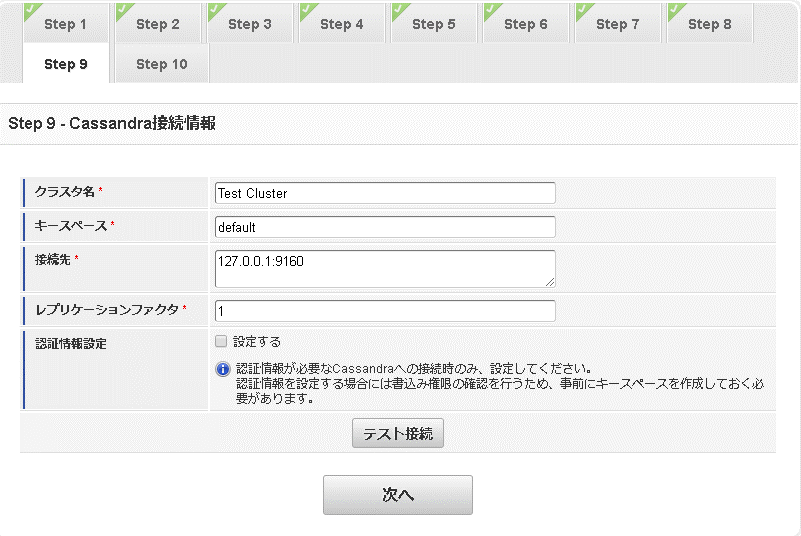 Step 1
Step 2
Step 3
Step 4
Step 5
Step 6
Step 7
Step 8
Step 9
Step 10
Step 9 - Cassandra接続情報
クラスタ名 *
Test Cluster
キースペース *
default
接続先 *
127.0.0.1:9160
レプリケーションファクタ *
1
認証情報設定
設定する
認証情報が必要なCassandraへの接続時のみ、設定してください。
認証情報を設定する場合には書込み権限の確認を行うため、事前にキースペースを作成しておく必
要があります。
テスト接続
次へ